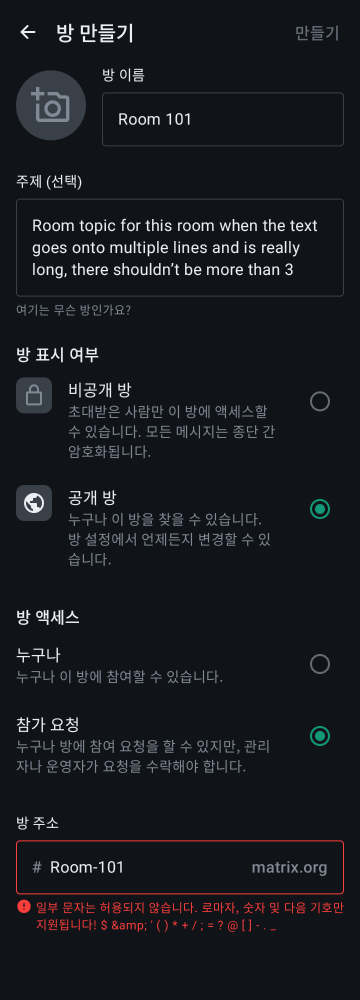 방 만들기
만들기
방 이름
Room 101
주제 (선택)
Room topic for this room when the text
goes onto multiple lines and is really
long, there shouldn’t be more than 3
여기는 무슨 방인가요?
방 표시 여부
비공개 방
초대받은 사람만 이 방에 액세스할
수 있습니다. 모든 메시지는 종단 간
암호화됩니다.
공개 방
누구나 이 방을 찾을 수 있습니다.
방 설정에서 언제든지 변경할 수 있
습니다.
방 액세스
누구나
누구나 이 방에 참여할 수 있습니다.
참가 요청
누구나 방에 참여 요청을 할 수 있지만, 관리
자나 운영자가 요청을 수락해야 합니다.
방 주소
# Room-101 matrix.org
일부 문자는 허용되지 않습니다. 로마자, 숫자 및 다음 기호만
지원됩니다! $ &amp; ' ( ) * + / ; = ? @ [ ] - . _